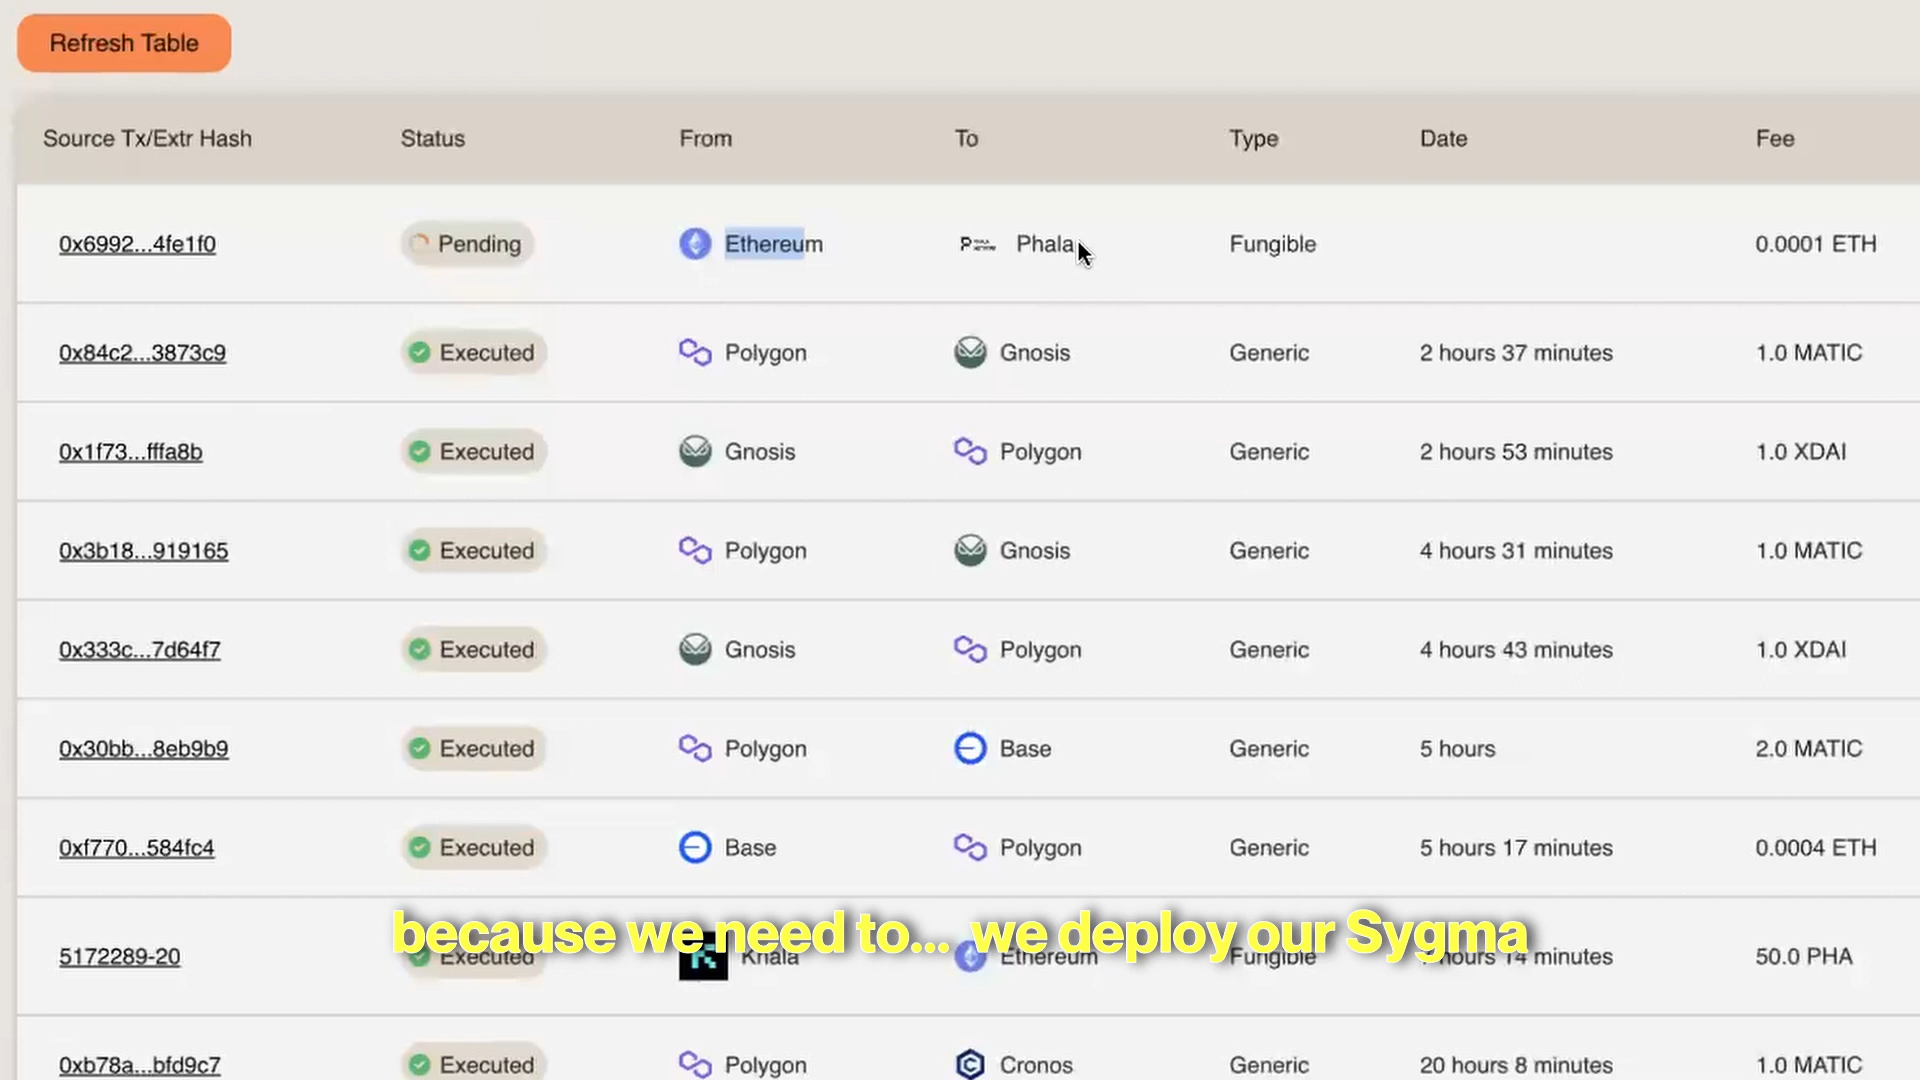 Refresh Table
Source Tx/Extr Hash Status From To Type Date Fee
0x6992...4fe1f0 Pending Ethereum Phala Fungible 0.0001 ETH
0x84c2...3873c9 Executed Polygon Gnosis Generic 2 hours 37 minutes 1.0 MATIC
0x1f73...fffa8b Executed Gnosis Polygon Generic 2 hours 53 minutes 1.0 XDAI
0x3b18...919165 Executed Polygon Gnosis Generic 4 hours 31 minutes 1.0 MATIC
0x333c...7d64f7 Executed Gnosis Polygon Generic 4 hours 43 minutes 1.0 XDAI
0x30bb...8eb9b9 Executed Polygon Base Generic 5 hours 2.0 MATIC
0xf770...584fc4 Executed Base Polygon Generic 5 hours 17 minutes 0.0004 ETH
because we need to... we deploy our Sygma
5172289-20 Executed Khala Ethereum Fungible hours 14 minutes 50.0 PHA
0xb78a...bfd9c7 Executed Polygon Cronos Generic 20 hours 8 minutes 1.0 MATIC